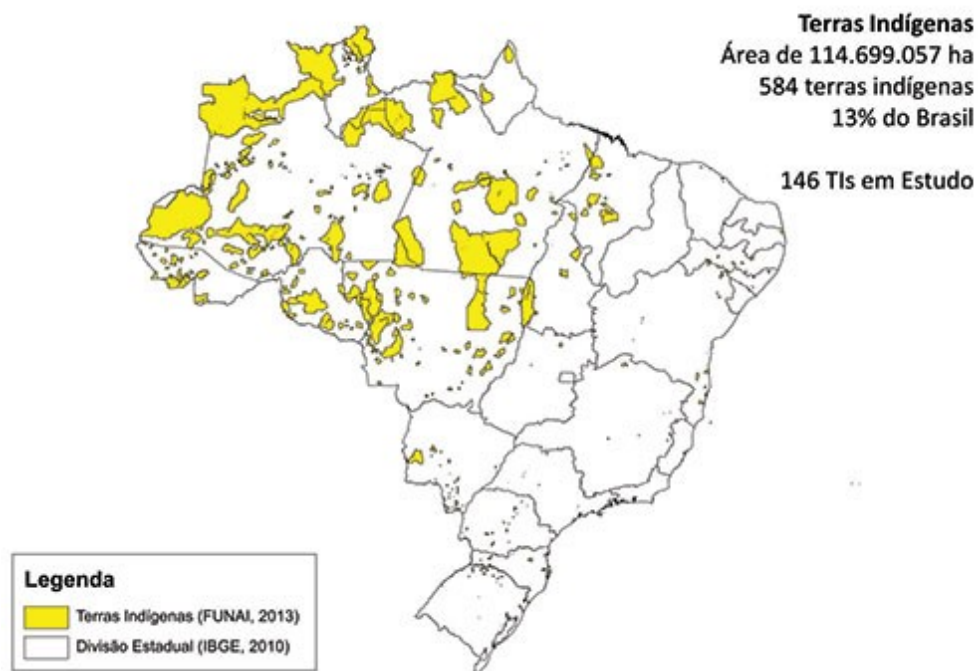 Terras Indígenas
Área de 114.699.057 ha
584 terras indígenas
13% do Brasil
146 TIs em Estudo
Legenda
Terras Indígenas (FUNAI, 2013)
Divisão Estadual (IBGE, 2010)